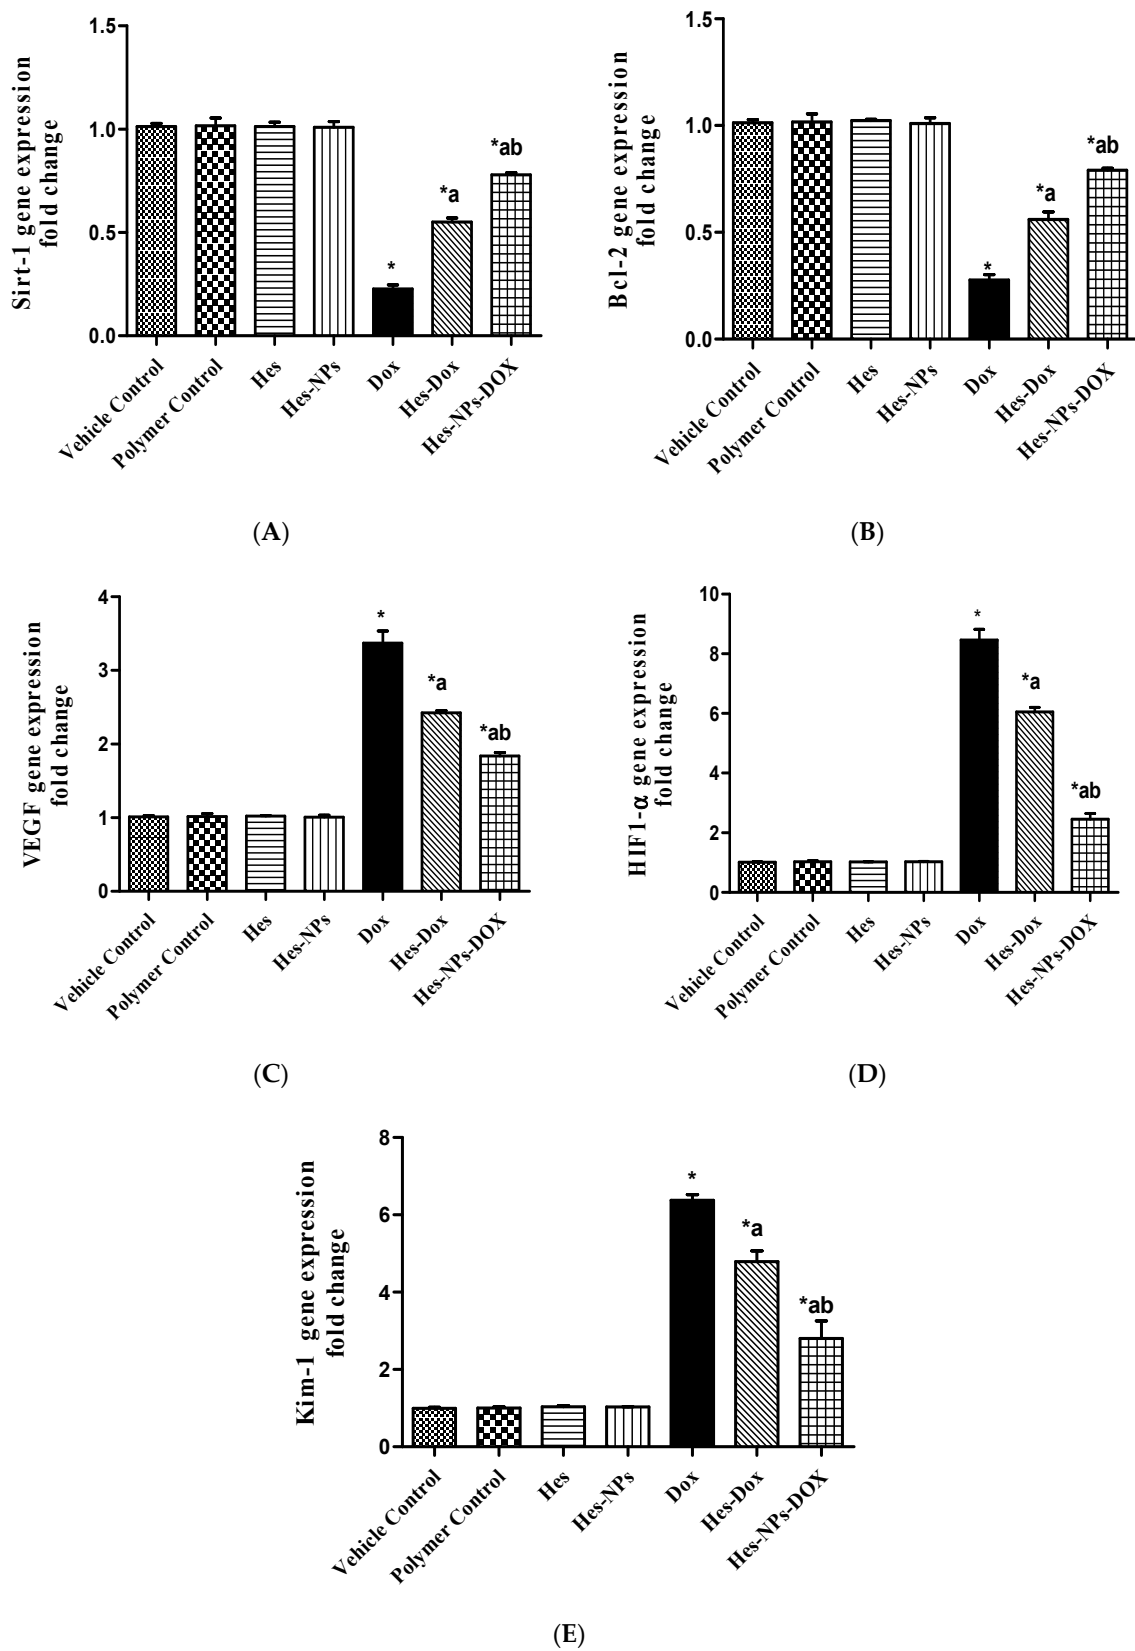 Sirt-1 gene expression
fold change
1.5
1.0
0.5
0.0
*
*a
*ab
Vehicle Control
Polymer Control
Hes
Hes-NPs
Dox
Hes-Dox
Hes-NPs-DOX
(A)
Bcl-2 gene expression
fold change
1.5
1.0
0.5
0.0
*
*a
*ab
Vehicle Control
Polymer Control
Hes
Hes-NPs
Dox
Hes-Dox
Hes-NPs-DOX
(B)
VEGF gene expression
fold change
4
3
2
1
0
*
*a
*ab
Vehicle Control
Polymer Control
Hes
Hes-NPs
Dox
Hes-Dox
Hes-NPs-DOX
(C)
HIF1-α gene expression
fold change
10
8
6
4
2
0
*
*a
*ab
Vehicle Control
Polymer Control
Hes
Hes-NPs
Dox
Hes-Dox
Hes-NPs-DOX
(D)
Kim-1 gene expression
fold change
8
6
4
2
0
*
*a
*ab
Vehicle Control
Polymer Control
Hes
Hes-NPs
Dox
Hes-Dox
Hes-NPs-DOX
(E)